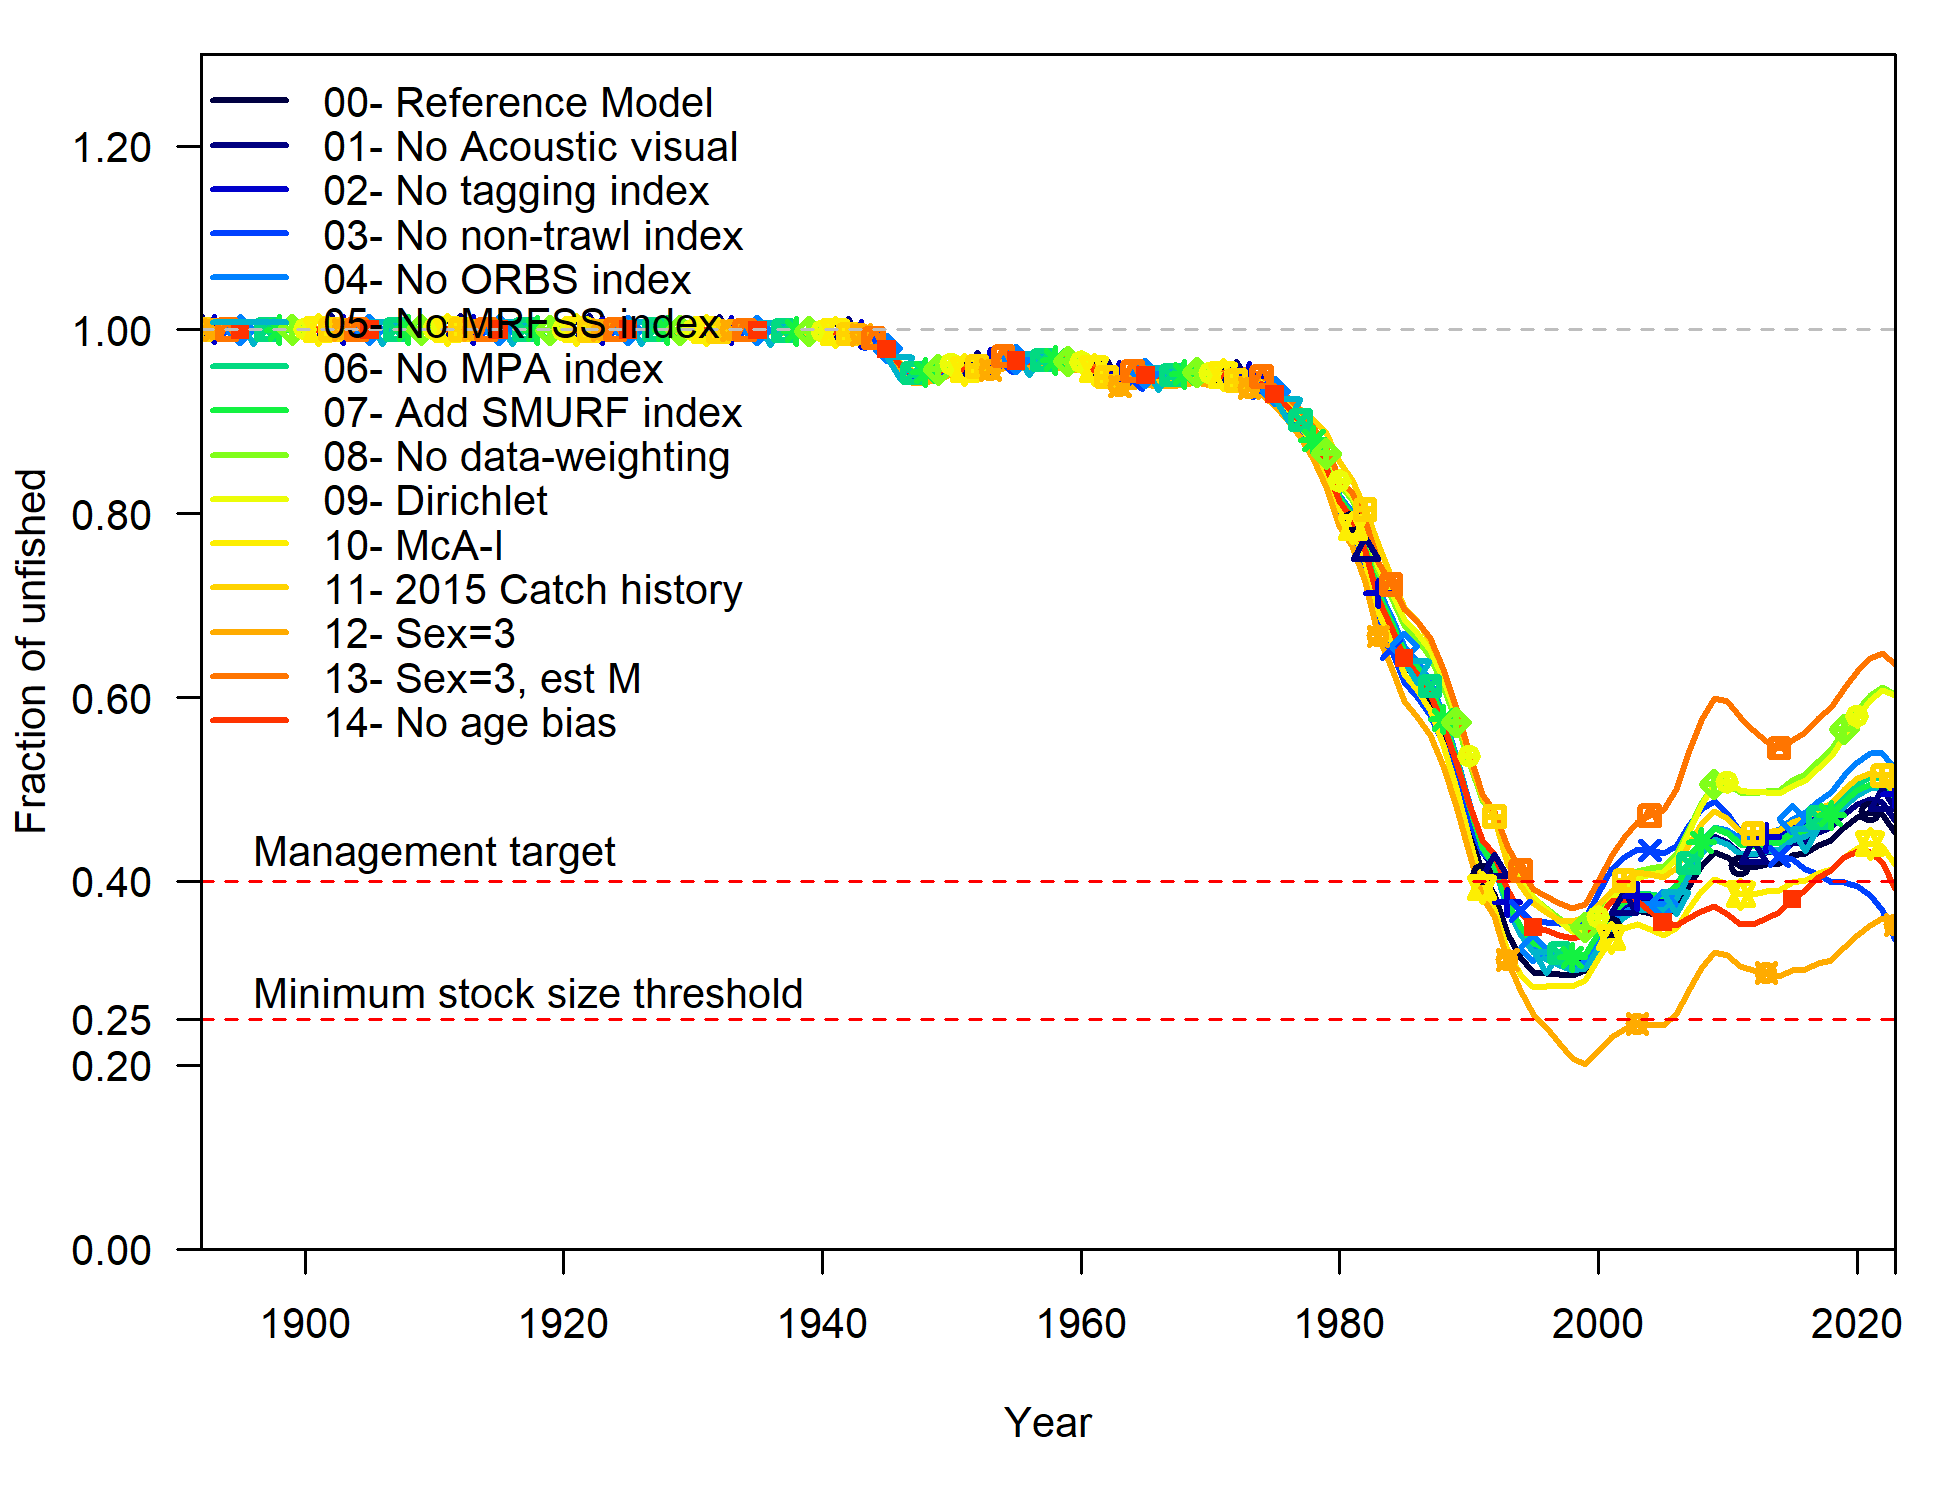 00- Reference Model
01- No Acoustic visual
02- No tagging index
03- No non-trawl index
04- No ORBS index
05- No MRFSS index
06- No MPA index
07- Add SMURF index
08- No data-weighting
09- Dirichlet
10- McA-I
11- 2015 Catch history
12- Sex=3
13- Sex=3, est M
14- No age bias
1.20
1.00
0.80
0.60
0.40
0.25
0.20
0.00
Fraction of unfished
Management target
Minimum stock size threshold
1900 1920 1940 1960 1980 2000 2020
Year